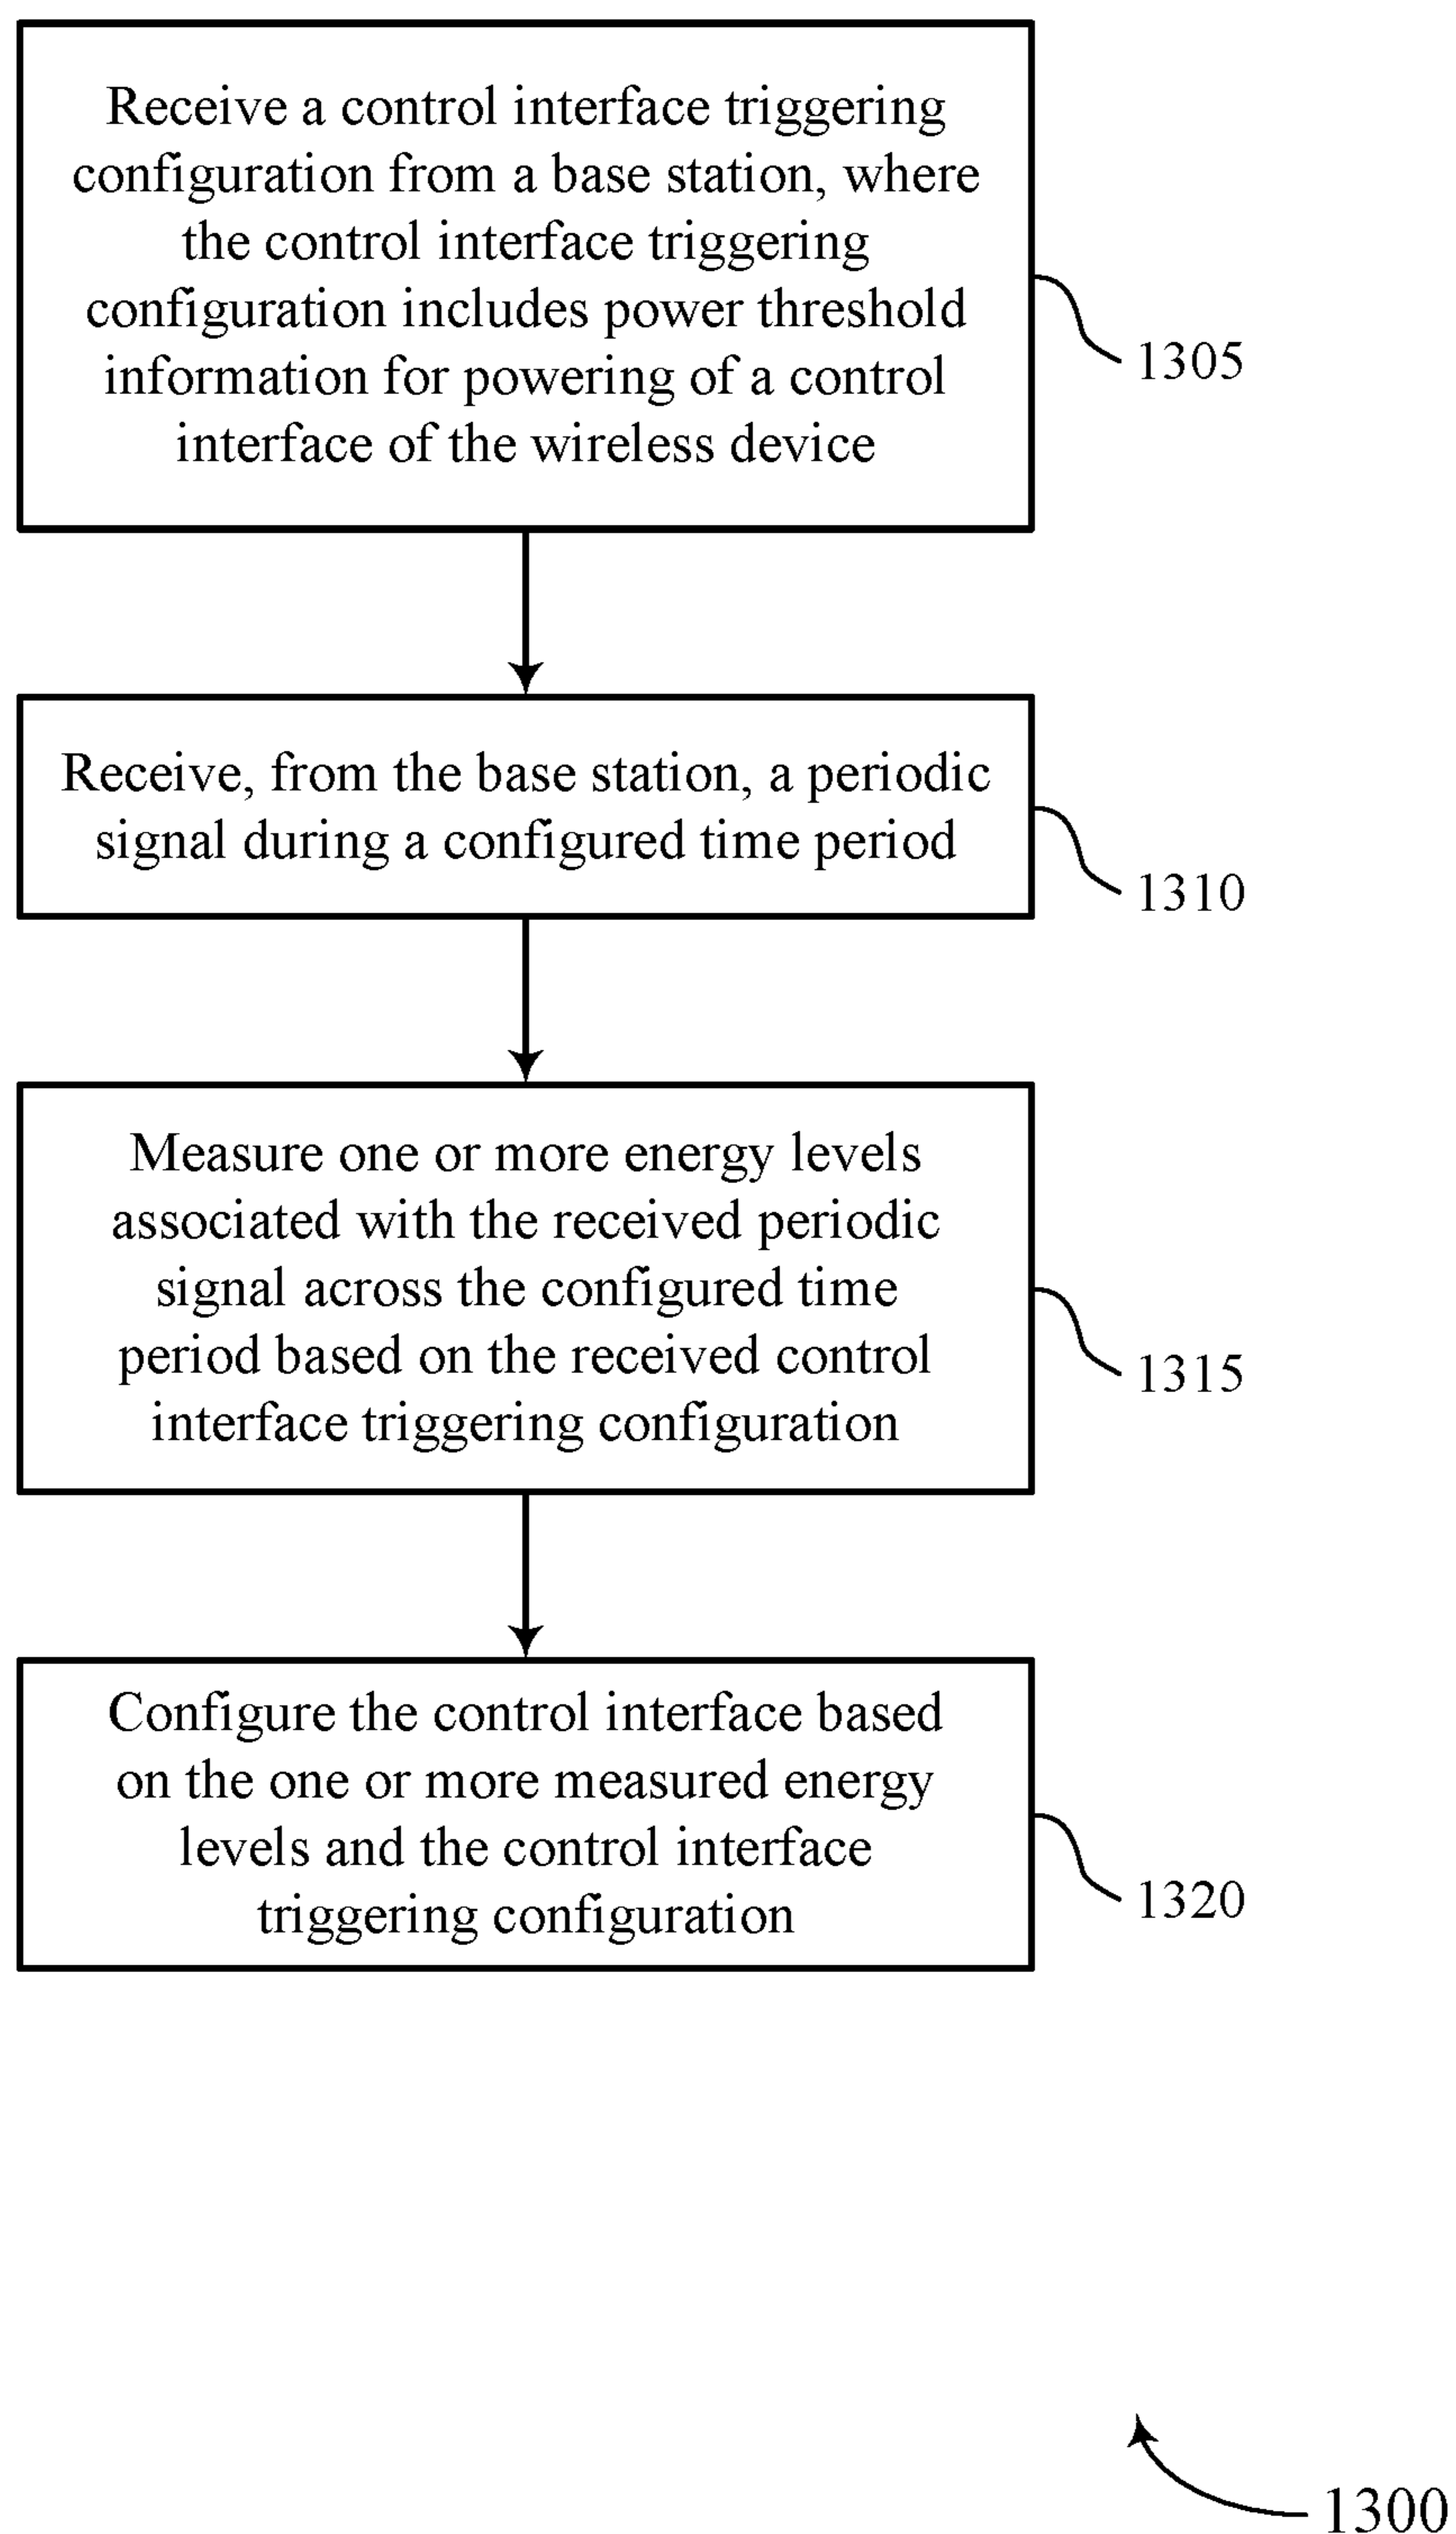 Receive a control interface triggering
configuration from a base station, where
the control interface triggering
configuration includes power threshold
information for powering of a control
interface of the wireless device
1305
Receive, from the base station, a periodic
signal during a configured time period
1310
Measure one or more energy levels
associated with the received periodic
signal across the configured time
period based on the received control
interface triggering configuration
1315
Configure the control interface based
on the one or more measured energy
levels and the control interface
triggering configuration
1320
1300